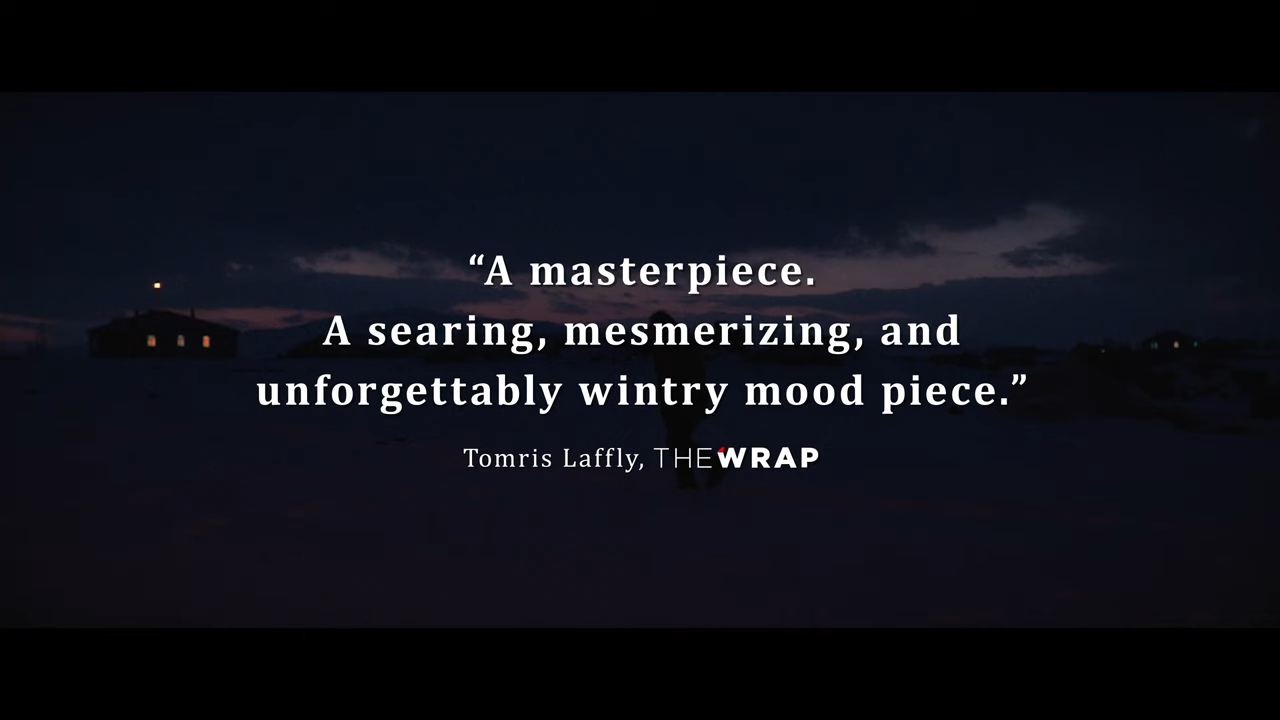 “A masterpiece.
A searing, mesmerizing, and
unforgettably wintry mood piece.”
Tomris Laffly, THEWRAP